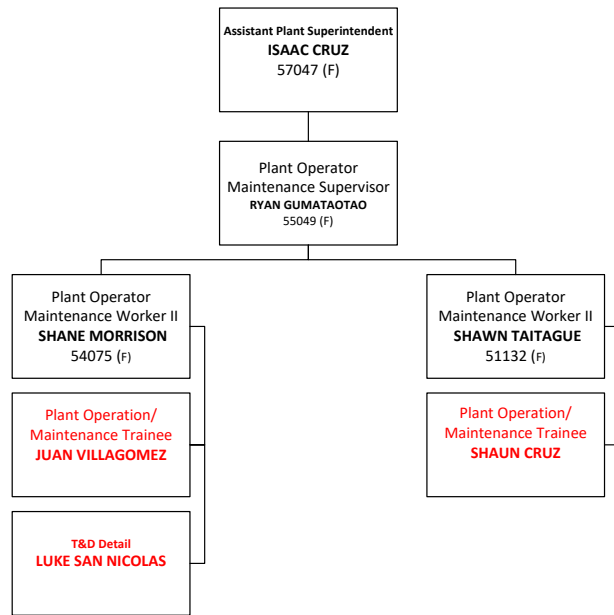 Assistant Plant Superintendent
ISAAC CRUZ
57047 (F)
Plant Operator
Maintenance Supervisor
RYAN GUMATAOTAO
55049 (F)
Plant Operator
Maintenance Worker II
SHANE MORRISON
54075 (F)
Plant Operation/
Maintenance Trainee
JUAN VILLAGOMEZ
T&D Detail
LUKE SAN NICOLAS
Plant Operator
Maintenance Worker II
SHAWN TAITAGUE
51132 (F)
Plant Operation/
Maintenance Trainee
SHAUN CRUZ